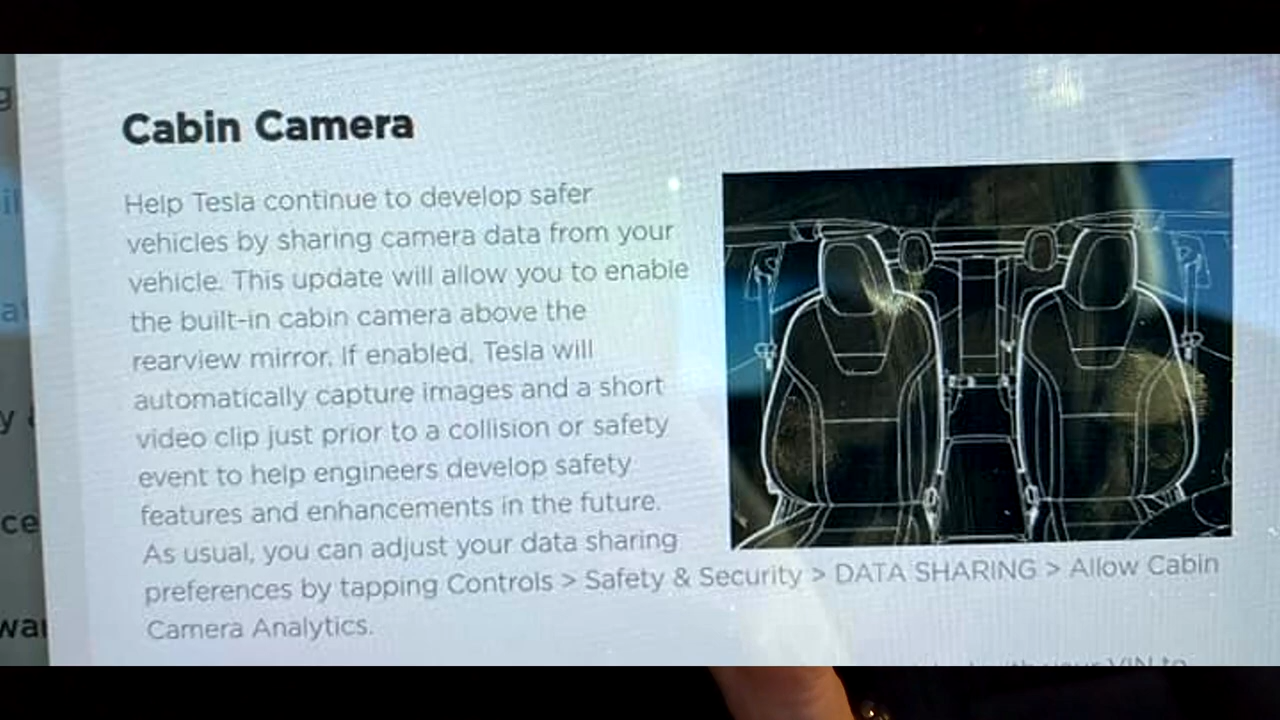 Cabin Camera
Help Tesla continue to develop safer
vehicles by sharing camera data from your
vehicle. This update will allow you to enable
the built-in cabin camera above the
rearview mirror. If enabled, Tesla will
automatically capture images and a short
video clip just prior to a collision or safety
event to help engineers develop safety
features and enhancements in the future.
As usual, you can adjust your data sharing
preferences by tapping Controls > Safety & Security > DATA SHARING > Allow Cabin
Camera Analytics.
with your VIN to